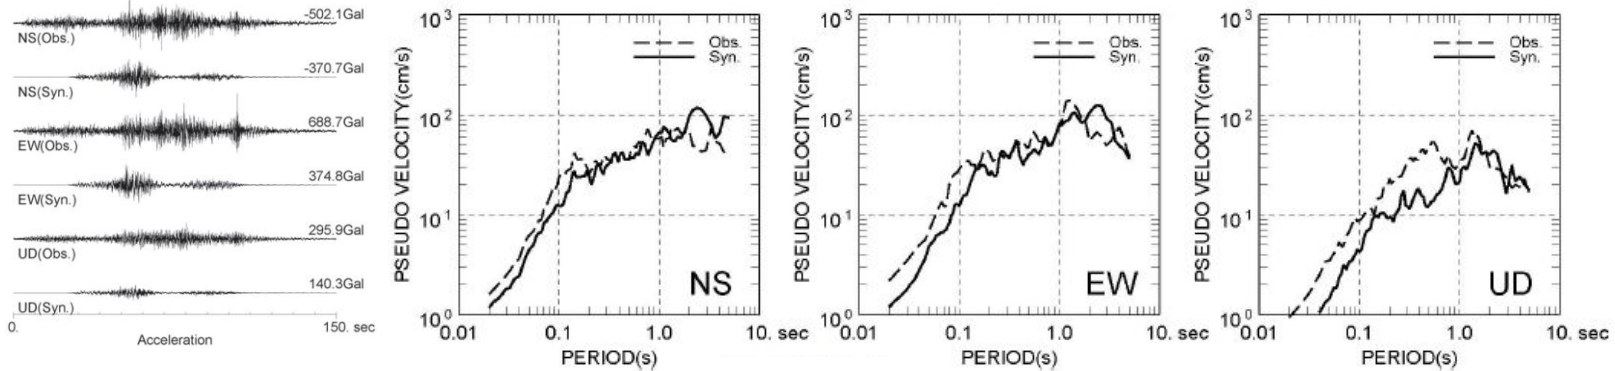 -502.1Gal
NS(Obs.)
-370.7Gal
NS(Syn.)
688.7Gal
EW(Obs.)
374.8Gal
EW(Syn.)
295.9Gal
UD(Obs.)
140.3Gal
UD(Syn.)
0. 150. sec
Acceleration
PSEUDO VELOCITY(cm/s)
10³
10²
10¹
10⁰
Obs.
Syn.
NS
0.01 0.1 1.0 10. sec
PERIOD(s)
PSEUDO VELOCITY(cm/s)
10³
10²
10¹
10⁰
Obs.
Syn.
EW
0.01 0.1 1.0 10. sec
PERIOD(s)
PSEUDO VELOCITY(cm/s)
10³
10²
10¹
10⁰
Obs.
Syn.
UD
0.01 0.1 1.0 10. sec
PERIOD(s)